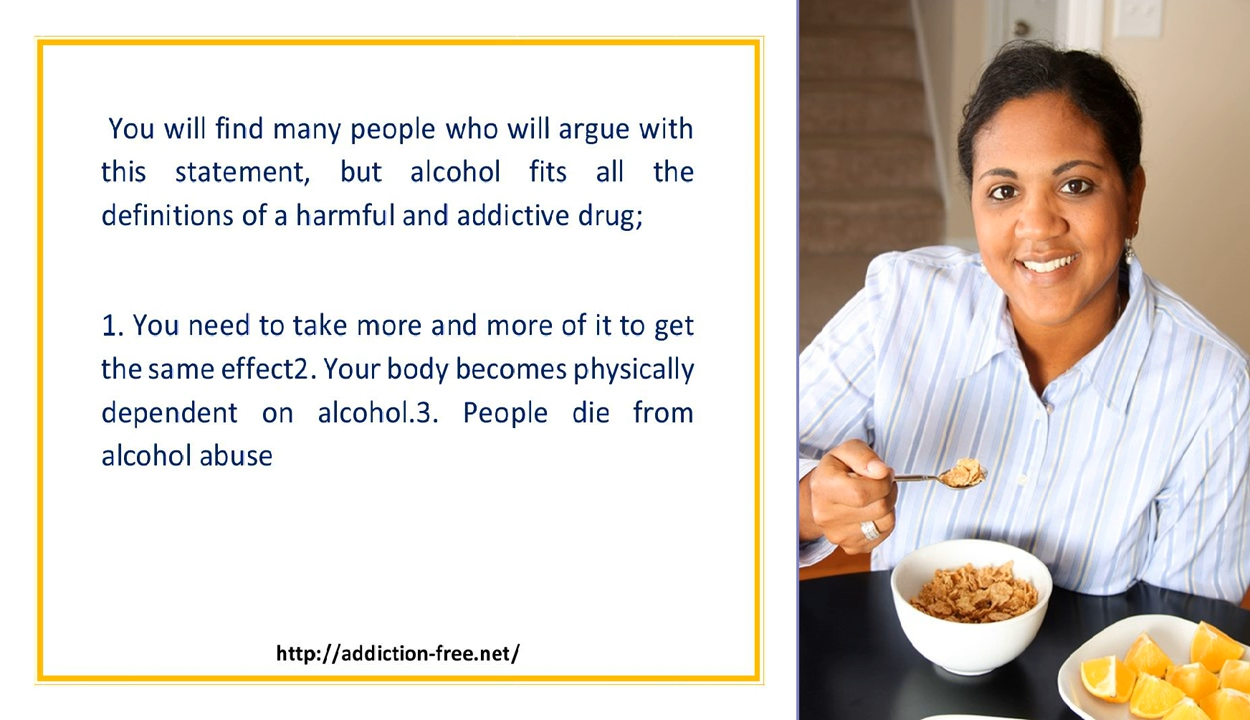 You will find many people who will argue with
this statement, but alcohol fits all the
definitions of a harmful and addictive drug;
1. You need to take more and more of it to get
the same effect2. Your body becomes physically
dependent on alcohol.3. People die from
alcohol abuse
http://addiction-free.net/